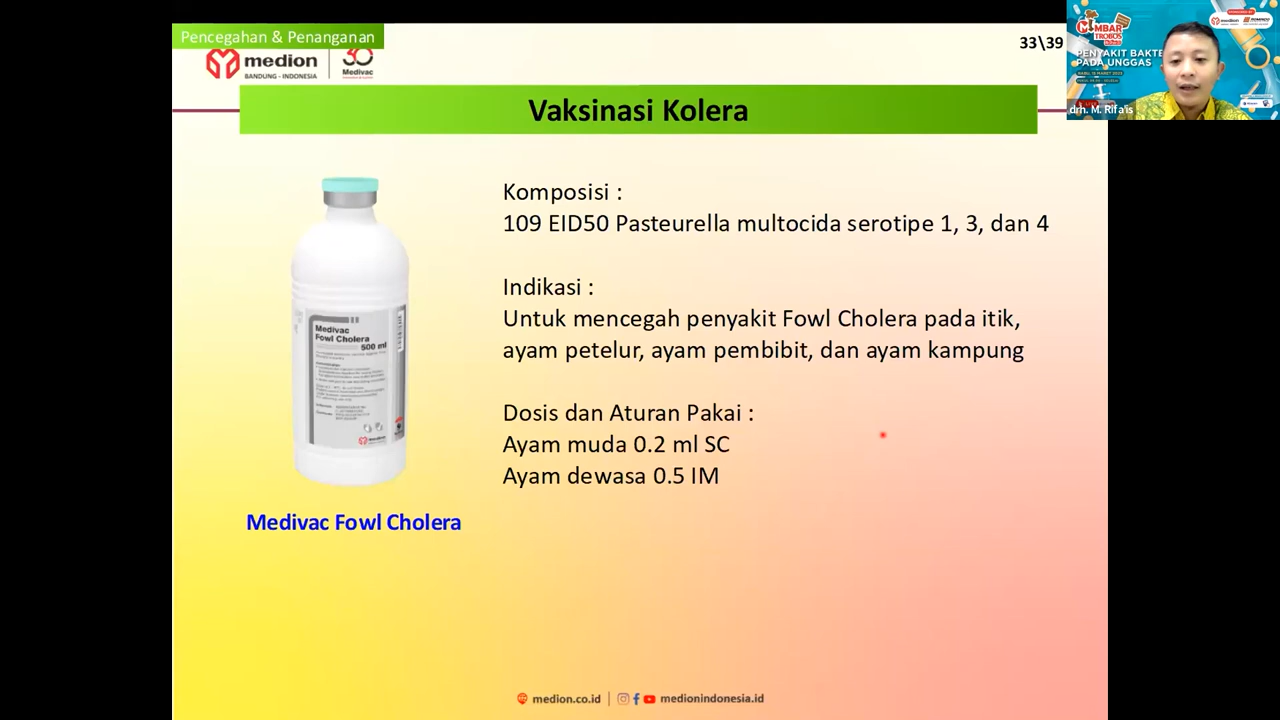 Pencegahan & Penanganan
medion
BANDUNG - INDONESIA
30
Medivac
33\39
Vaksinasi Kolera
Komposisi :
109 EID50 Pasteurella multocida serotipe 1, 3, dan 4
Indikasi :
Untuk mencegah penyakit Fowl Cholera pada itik,
ayam petelur, ayam pembibit, dan ayam kampung
Dosis dan Aturan Pakai :
Ayam muda 0.2 ml SC
Ayam dewasa 0.5 IM
Medivac
Fowl Cholera
500 ml
medion
Medivac Fowl Cholera
medion.co.id
medionindonesia.id
MIMBAR
TROBOS
PENYAKIT BAKTE
PADA UNGGAS
drh. M. Rifa'is